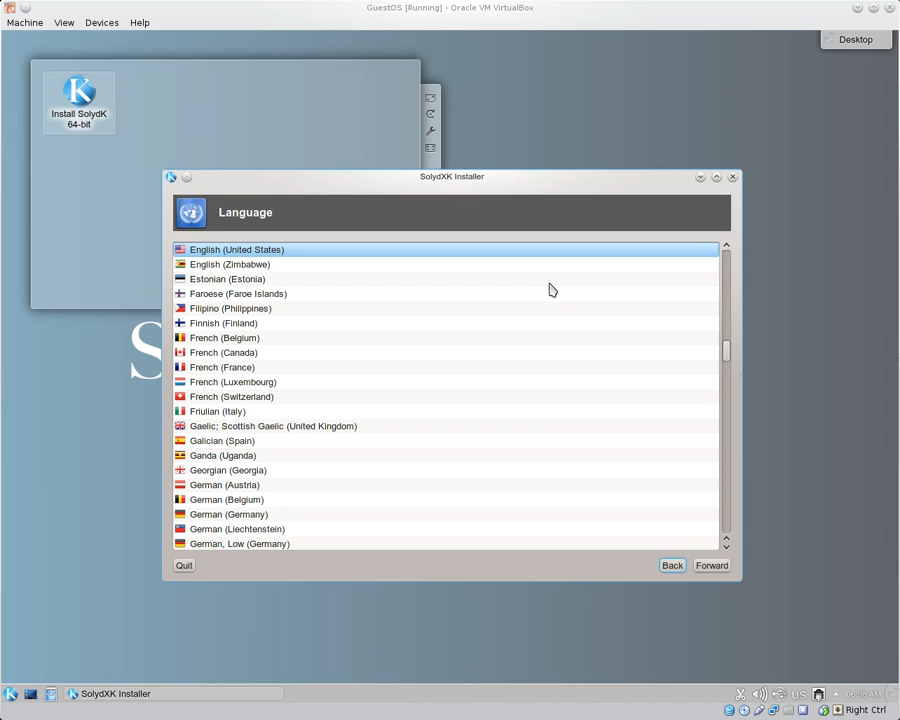 GuestOS [Running] - Oracle VM VirtualBox
Machine View Devices Help
Desktop
Install SolydK
64-bit
SolydXK Installer
Language
English (United States)
English (Zimbabwe)
Estonian (Estonia)
Faroese (Faroe Islands)
Filipino (Philippines)
Finnish (Finland)
French (Belgium)
French (Canada)
French (France)
French (Luxembourg)
French (Switzerland)
Friulian (Italy)
Gaelic; Scottish Gaelic (United Kingdom)
Galician (Spain)
Ganda (Uganda)
Georgian (Georgia)
German (Austria)
German (Belgium)
German (Germany)
German (Liechtenstein)
German, Low (Germany)
S
Quit Back Forward
SolydXK Installer
US
Right Ctrl